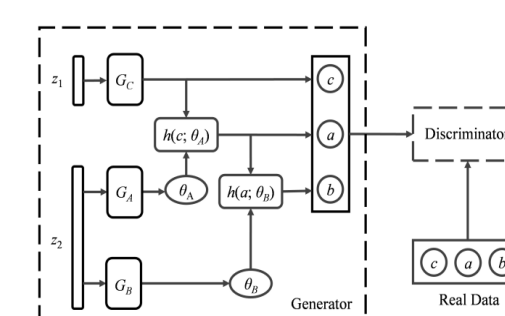 z1 G_C c
h(c; θ_A) a Discriminator
z2 G_A θ_A h(a; θ_B) b
G_B θ_B
c a b
Generator Real Data